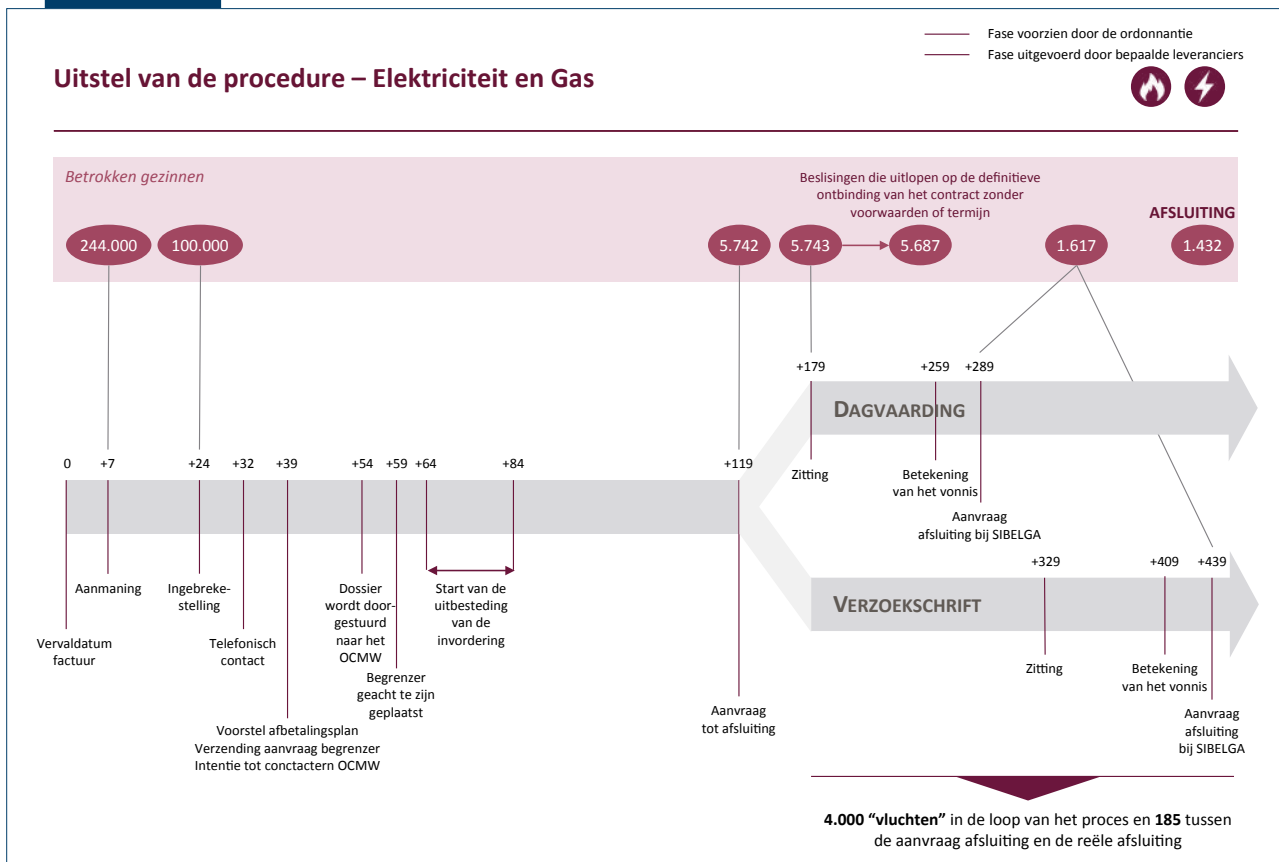 Fase voorzien door de ordonnantie
Fase uitgevoerd door bepaalde leveranciers
Uitstel van de procedure – Elektriciteit en Gas
Betrokken gezinnen
Beslisingen die uitlopen op de definitieve
ontbinding van het contract zonder
voorwaarden of termijn
AFSLUITING
244.000
100.000
5.742
5.743
5.687
1.617
1.432
+179
+259
+289
DAGVAARDING
Zitting
Betekening
van het vonnis
Aanvraag
afsluiting bij SIBELGA
0
+7
+24
+32
+39
+54
+59
+64
+84
+119
Vervaldatum
factuur
Aanmaning
Ingebreke-
stelling
Telefonisch
contact
Voorstel afbetalingsplan
Verzending aanvraag begrenzer
Intentie tot conctactern OCMW
Dossier
wordt door-
gestuurd
naar het
OCMW
Begrenzer
geacht te zijn
geplaatst
Start van de
uitbesteding
van de
invordering
Aanvraag
tot afsluiting
+329
+409
+439
VERZOEKSCHRIFT
Zitting
Betekening
van het vonnis
Aanvraag
afsluiting
bij SIBELGA
4.000 “vluchten” in de loop van het proces en 185 tussen
de aanvraag afsluiting en de reële afsluiting